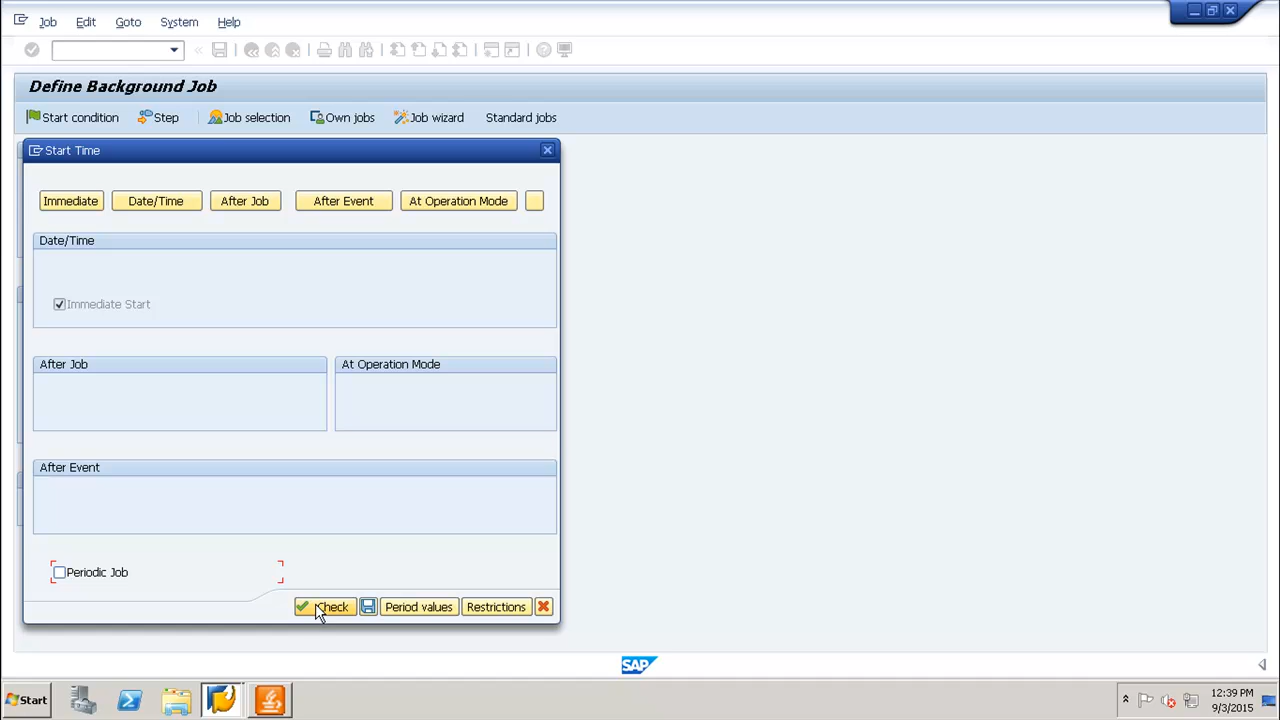 Job Edit Goto System Help
Define Background Job
Start condition Step Job selection Own jobs Job wizard Standard jobs
Start Time
Immediate Date/Time After Job After Event At Operation Mode
Date/Time
Immediate Start
After Job At Operation Mode
After Event
Periodic Job
Check Period values Restrictions
SAP
Start
12:39 PM
9/3/2015